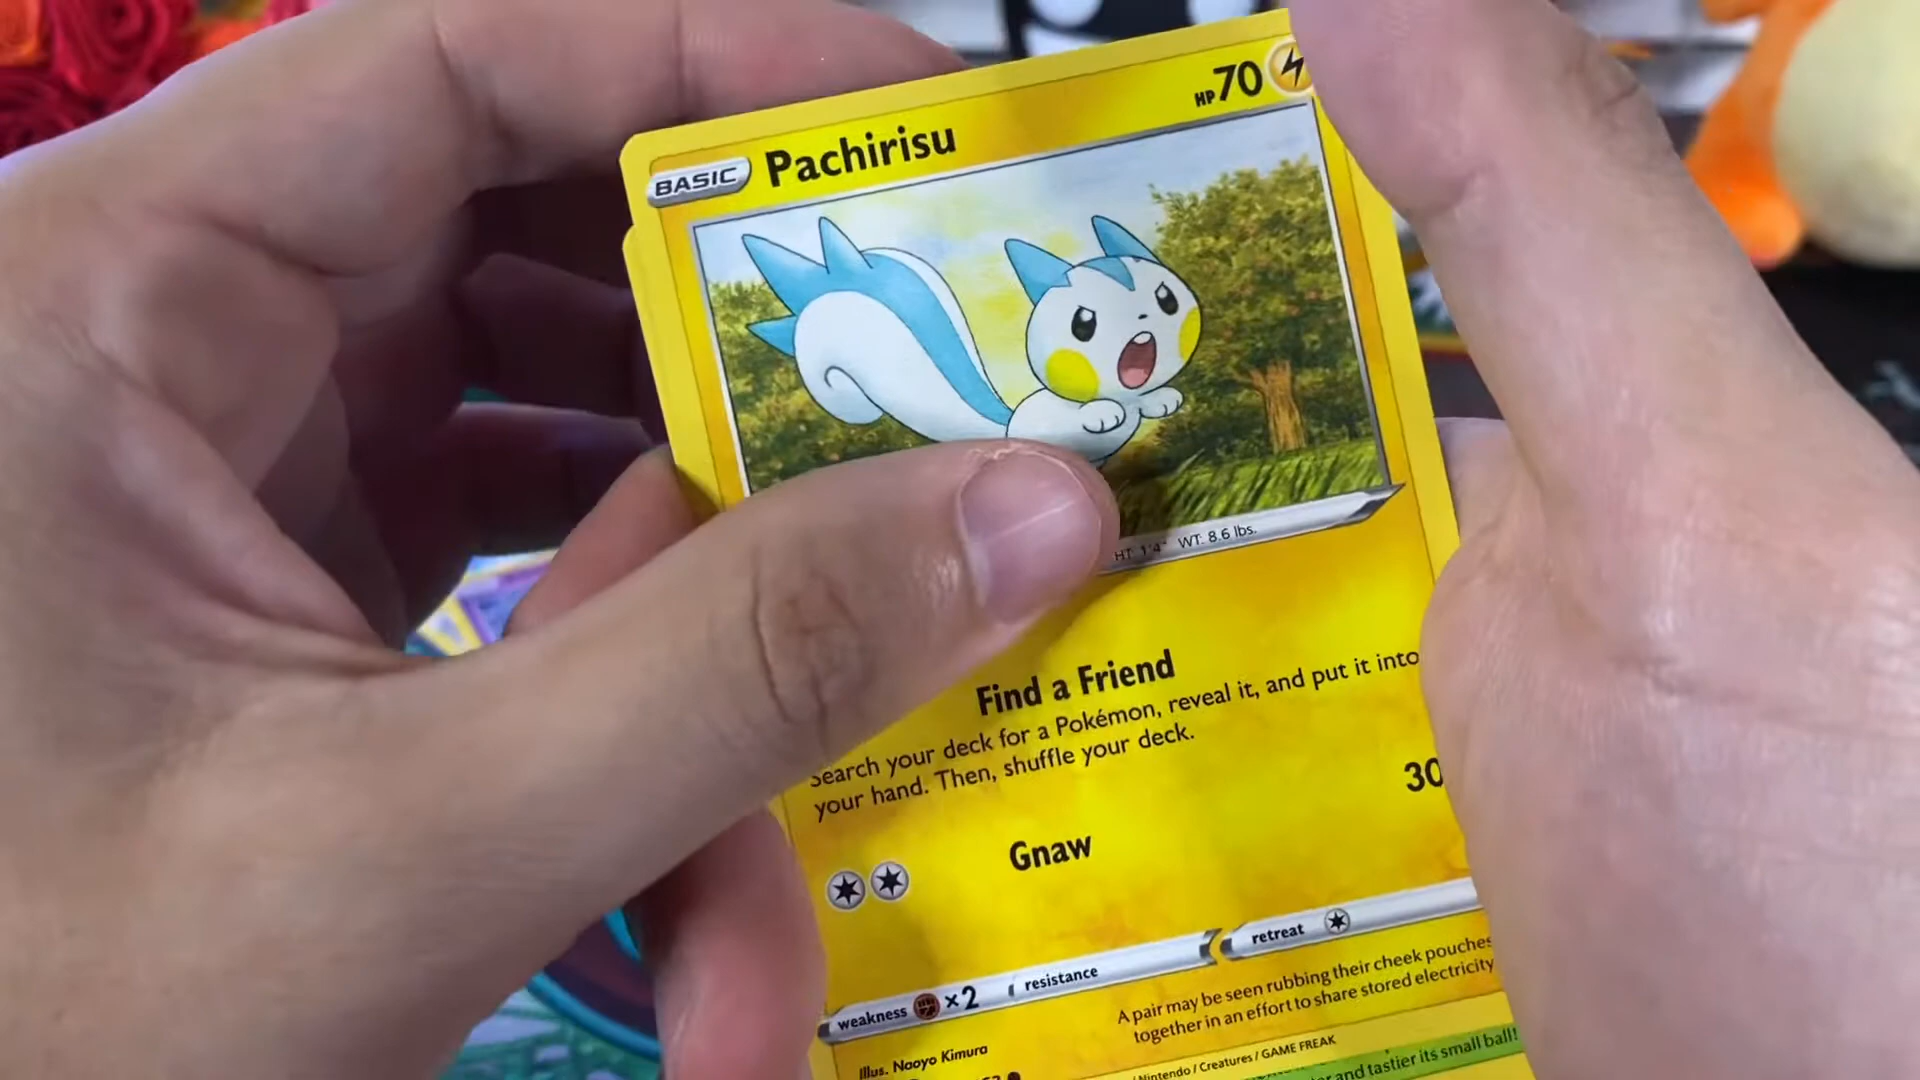 BASIC Pachirisu HP 70
HT: 1'4" WT: 8.6 lbs.
Find a Friend
Search your deck for a Pokémon, reveal it, and put it into
your hand. Then, shuffle your deck.
Gnaw 30
weakness ×2 resistance retreat
A pair may be seen rubbing their cheek pouches
together in an effort to share stored electricity
Illus. Naoyo Kimura
Nintendo / Creatures / GAME FREAK
and tastier its small ball!